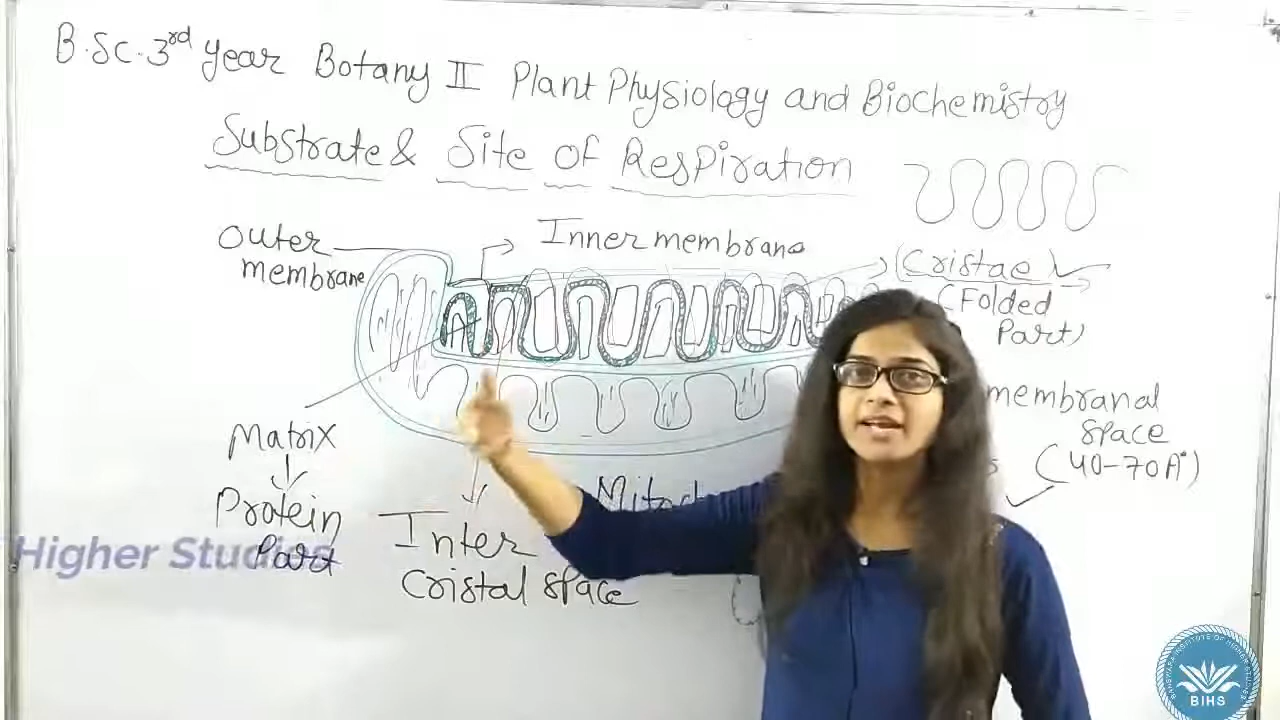 B.Sc. 3rd Year Botany II Plant Physiology and Biochemistry
Substrate & Site of Respiration
Outer
membrane
Inner membrane
(Cristae)
(Folded
Part)
membranal
space
(40-70A°)
Matrix
Protein
Part
Inter
Cristal space
Higher
BIHS